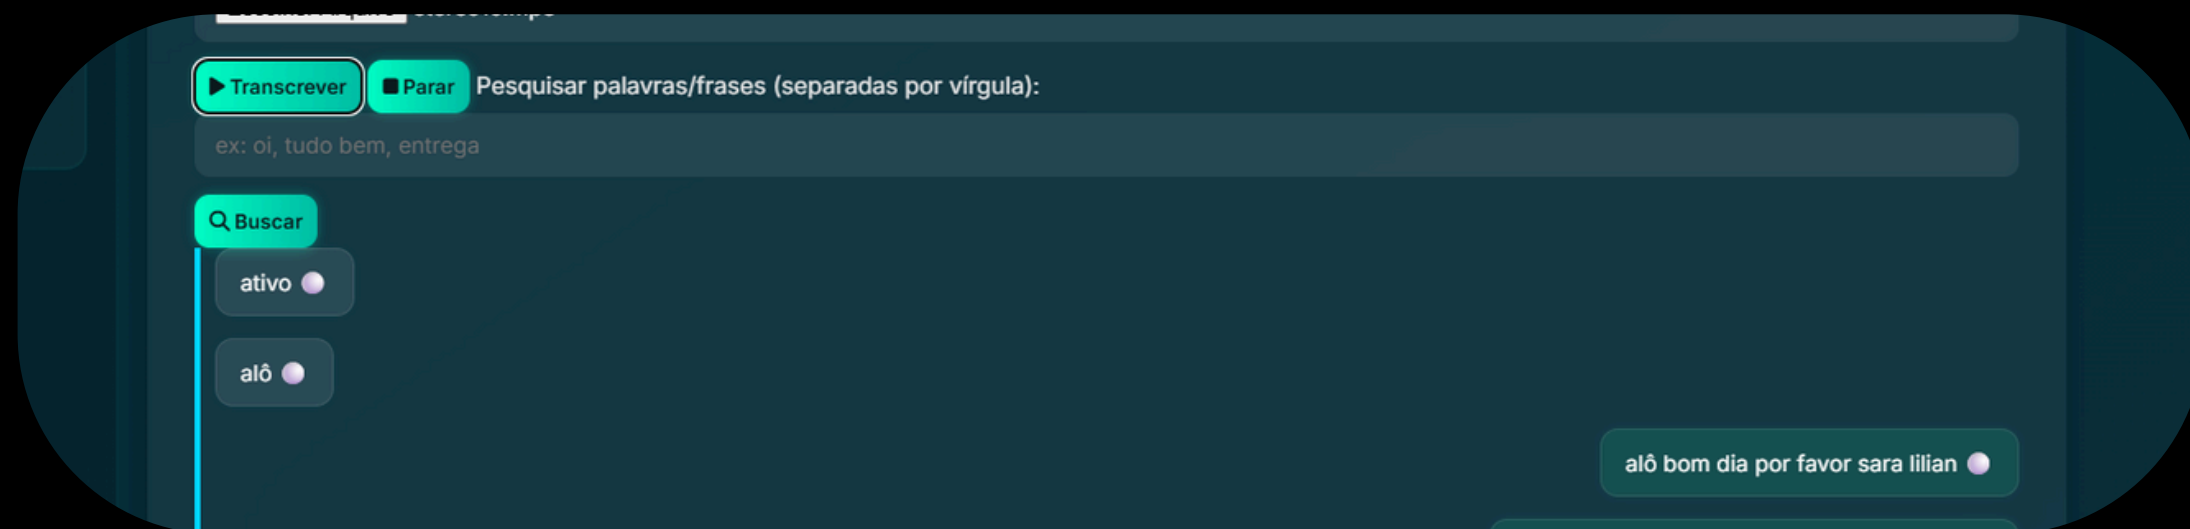 Transcrever Parar Pesquisar palavras/frases (separadas por vírgula):
ex: oi, tudo bem, entrega
Buscar
ativo
alô
alô bom dia por favor sara lilian